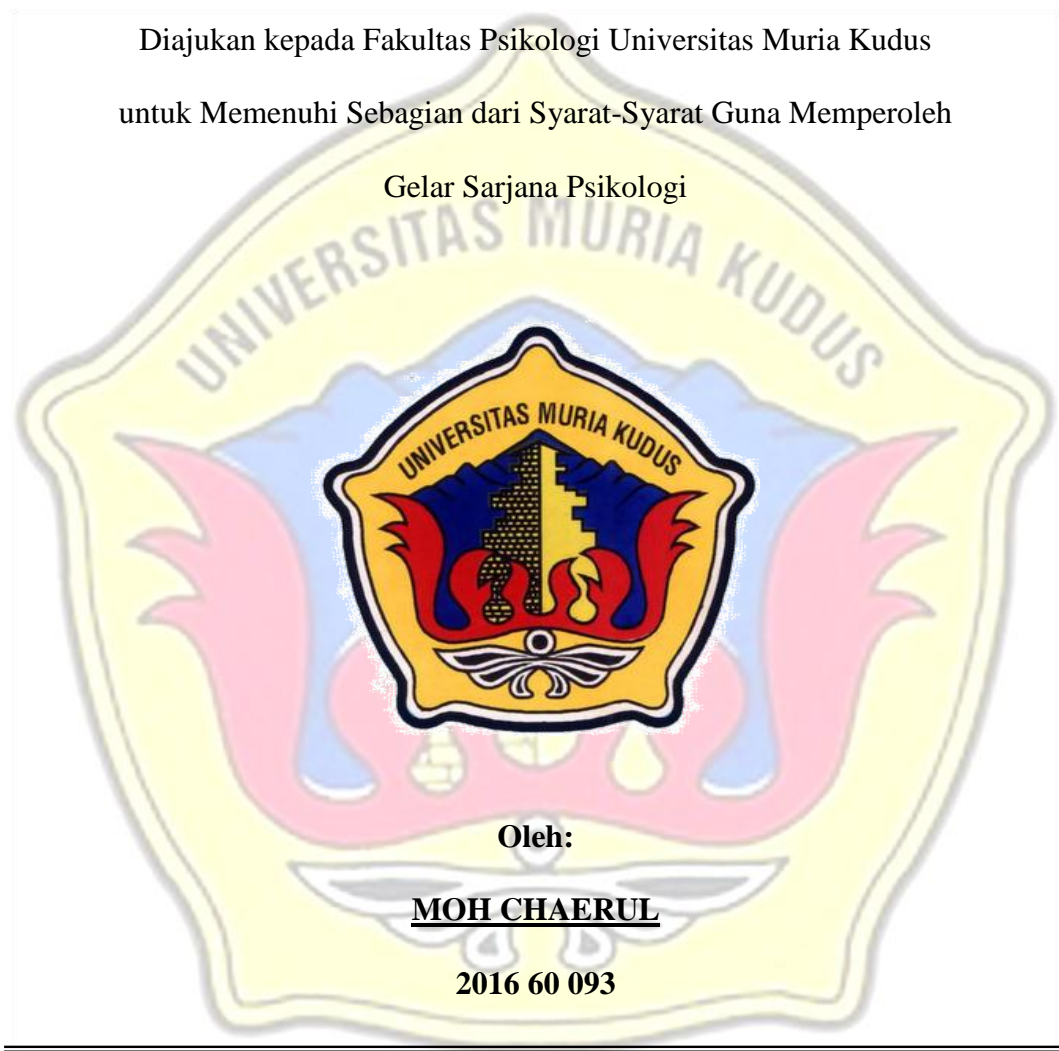 Diajukan kepada Fakultas Psikologi Universitas Muria Kudus
untuk Memenuhi Sebagian dari Syarat-Syarat Guna Memperoleh
Gelar Sarjana Psikologi
UNIVERSITAS MURIA KUDUS
UNIVERSITAS MURIA KUDUS
Oleh:
MOH CHAERUL
2016 60 093